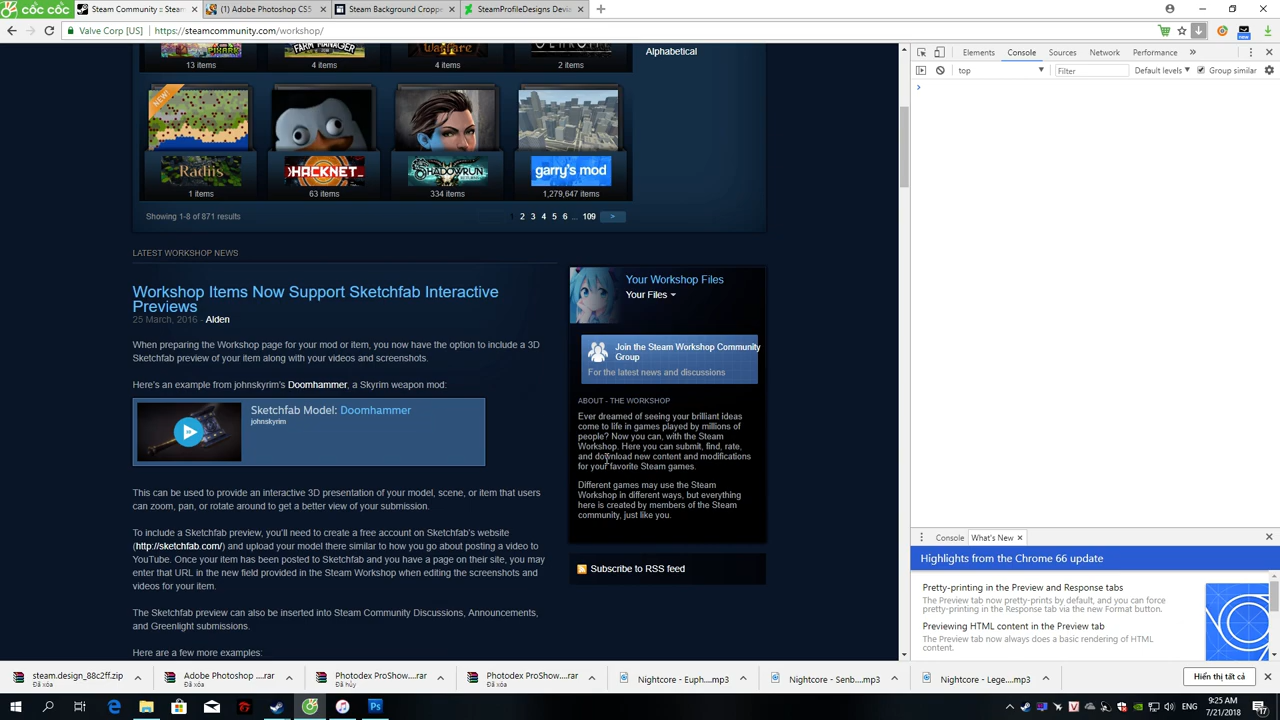 CỐC CỐC
Steam Community :: Steam
(1) Adobe Photoshop CS5
Steam Background Croppe
SteamProfileDesigns Devia
Valve Corp [US]
https://steamcommunity.com/workshop/
13 items
FARM MANAGER
4 items
4 items
2 items
Alphabetical
NEW!
Radiis
1 items
HACKNET_
63 items
SHADOWRUN
334 items
garry's mod
1,279,647 items
Showing 1-8 of 871 results
1 2 3 4 5 6 ... 109 >
LATEST WORKSHOP NEWS
Workshop Items Now Support Sketchfab Interactive
Previews
25 March, 2016 - Alden
When preparing the Workshop page for your mod or item, you now have the option to include a 3D
Sketchfab preview of your item along with your videos and screenshots.
Here's an example from johnskyrim's Doomhammer, a Skyrim weapon mod:
Sketchfab Model: Doomhammer
johnskyrim
This can be used to provide an interactive 3D presentation of your model, scene, or item that users
can zoom, pan, or rotate around to get a better view of your submission.
To include a Sketchfab preview, you'll need to create a free account on Sketchfab's website
(http://sketchfab.com/) and upload your model there similar to how you go about posting a video to
YouTube. Once your item has been posted to Sketchfab and you have a page on their site, you may
enter that URL in the new field provided in the Steam Workshop when editing the screenshots and
videos for your item.
The Sketchfab preview can also be inserted into Steam Community Discussions, Announcements,
and Greenlight submissions.
Here are a few more examples:
Your Workshop Files
Your Files
Join the Steam Workshop Community
Group
For the latest news and discussions
ABOUT - THE WORKSHOP
Ever dreamed of seeing your brilliant ideas
come to life in games played by millions of
people? Now you can, with the Steam
Workshop. Here you can submit, find, rate,
and download new content and modifications
for your favorite Steam games.
Different games may use the Steam
Workshop in different ways, but everything
here is created by members of the Steam
community, just like you.
Subscribe to RSS feed
Elements
Console
Sources
Network
Performance
top
Filter
Default levels
Group similar
Console
What's New
Highlights from the Chrome 66 update
Pretty-printing in the Preview and Response tabs
The Preview tab now pretty-prints by default, and you can force
pretty-printing in the Response tab via the new Format button.
Previewing HTML content in the Preview tab
The Preview tab now always does a basic rendering of HTML
content.
steam.design_88c2ff.zip
Đã xóa
Adobe Photoshop ....rar
Đã xóa
Photodex ProShow....rar
Đã hủy
Photodex ProShow....rar
Đã xóa
Nightcore - Euph....mp3
Nightcore - Senb....mp3
Nightcore - Lege....mp3
Hiển thị tất cả
ENG
9:25 AM
7/21/2018
17